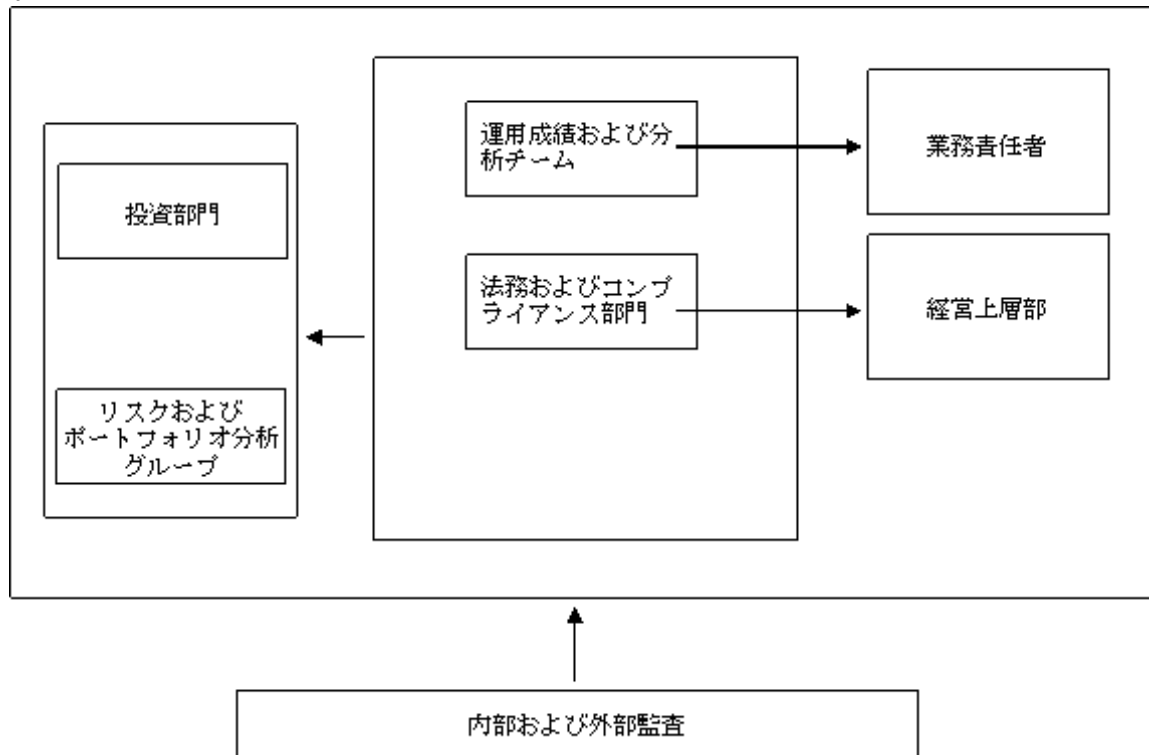 運用成績および分
析チーム
業務責任者
投資部門
法務およびコンプ
ライアンス部門
経営上層部
リスクおよび
ポートフォリオ分析
グループ
内部および外部監査